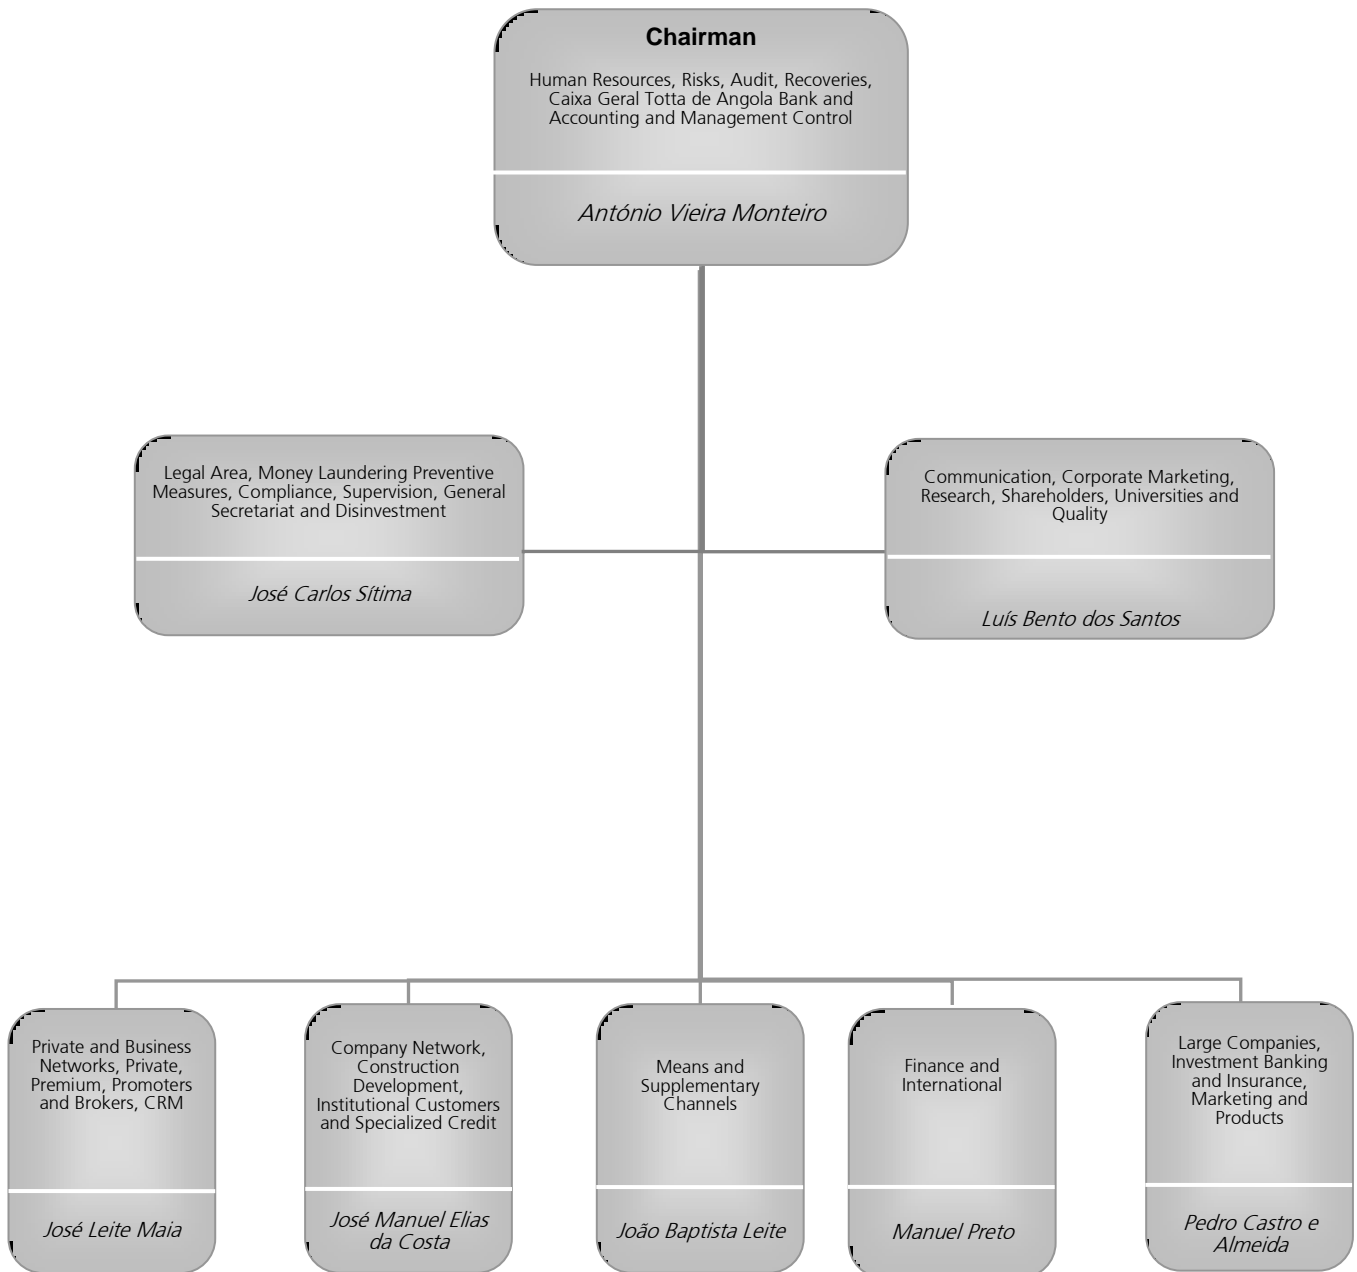 Chairman
Human Resources, Risks, Audit, Recoveries,
Caixa Geral Totta de Angola Bank and
Accounting and Management Control
António Vieira Monteiro
Legal Area, Money Laundering Preventive
Measures, Compliance, Supervision, General
Secretariat and Disinvestment
José Carlos Sítima
Communication, Corporate Marketing,
Research, Shareholders, Universities and
Quality
Luís Bento dos Santos
Private and Business
Networks, Private,
Premium, Promoters
and Brokers, CRM
José Leite Maia
Company Network,
Construction
Development,
Institutional Customers
and Specialized Credit
José Manuel Elias
da Costa
Means and
Supplementary
Channels
João Baptista Leite
Finance and
International
Manuel Preto
Large Companies,
Investment Banking
and Insurance,
Marketing and
Products
Pedro Castro e
Almeida